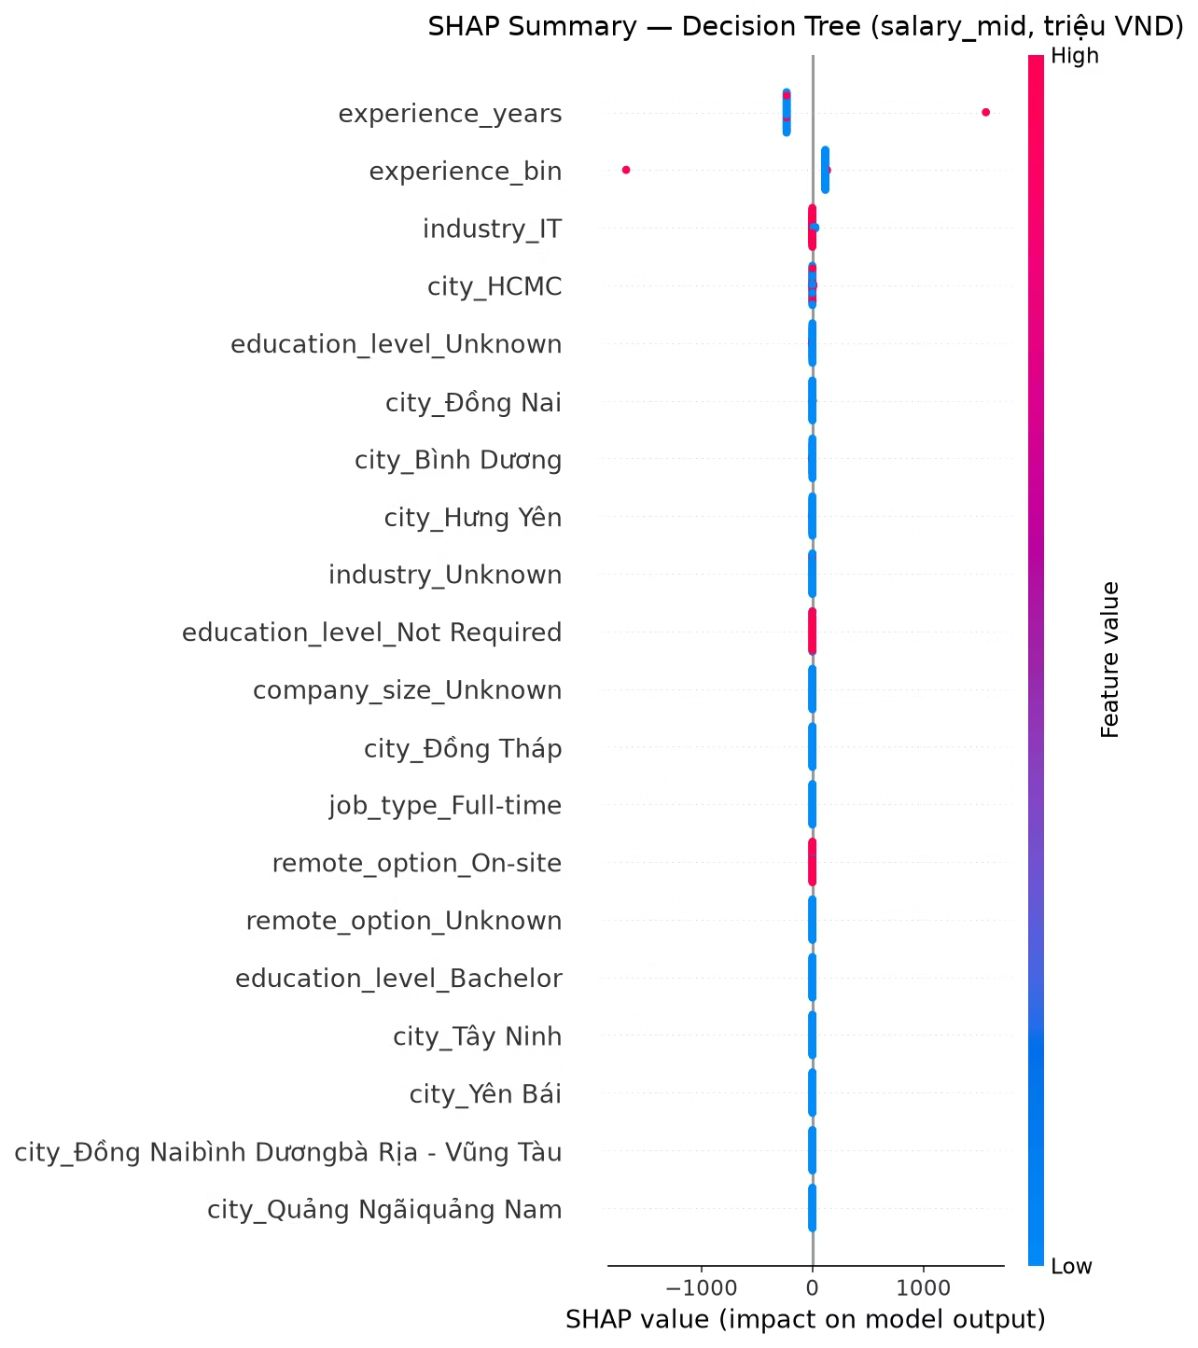 SHAP Summary — Decision Tree (salary_mid, triệu VND)
High
experience_years
experience_bin
industry_IT
city_HCMC
education_level_Unknown
city_Đồng Nai
city_Bình Dương
city_Hưng Yên
industry_Unknown
education_level_Not Required
company_size_Unknown
city_Đồng Tháp
job_type_Full-time
remote_option_On-site
remote_option_Unknown
education_level_Bachelor
city_Tây Ninh
city_Yên Bái
city_Đồng Naibình Dươngbà Rịa - Vũng Tàu
city_Quảng Ngãiquảng Nam
Feature value
Low
−1000 0 1000
SHAP value (impact on model output)